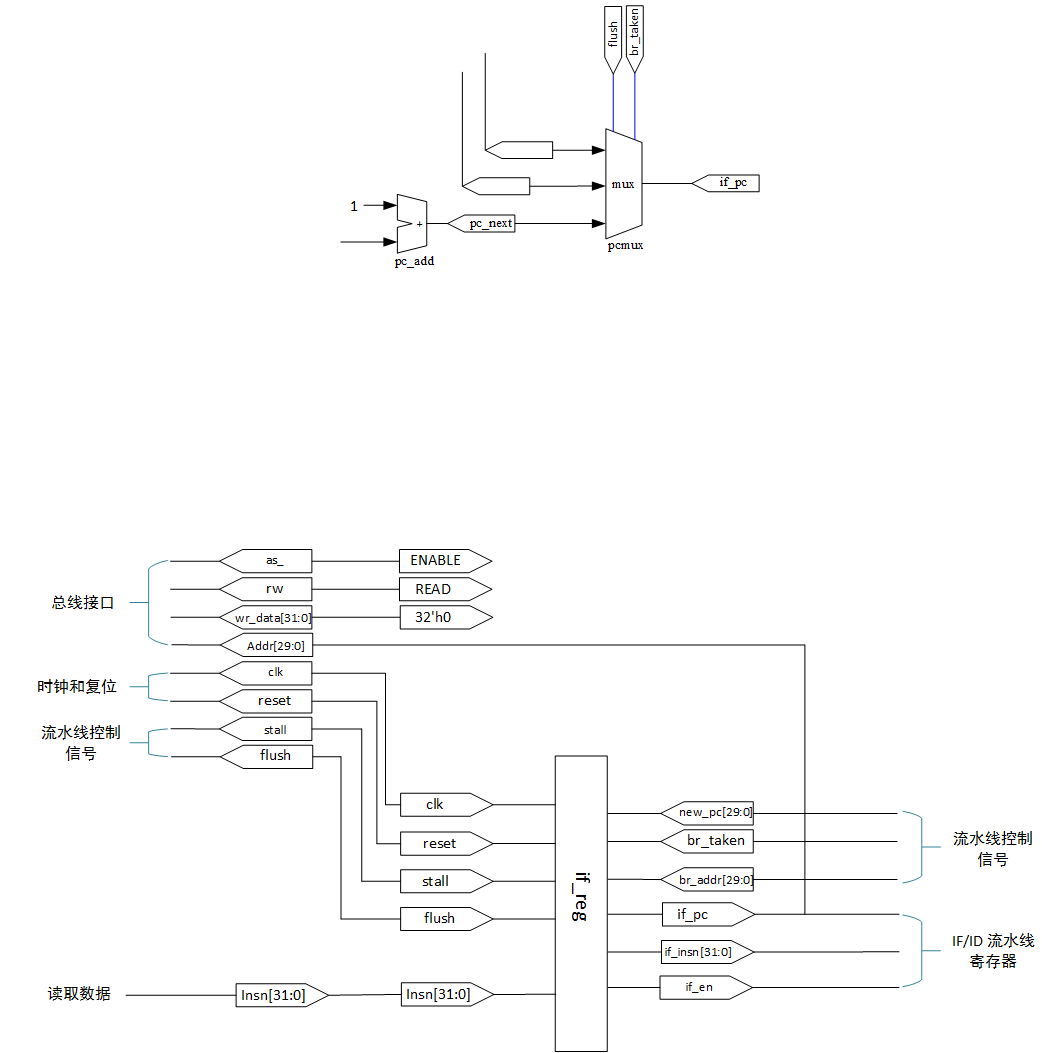 flush
br_taken
mux
if_pc
1
+
pc_next
pcmux
pc_add
as_
ENABLE
rw
READ
总线接口
wr_data[31:0]
32'h0
Addr[29:0]
clk
时钟和复位
reset
流水线控制
信号
stall
flush
clk
new_pc[29:0]
reset
br_taken
流水线控制
信号
stall
br_addr[29:0]
if_reg
flush
if_pc
IF/ID 流水线
寄存器
if_insn[31:0]
if_en
读取数据
Insn[31:0]
Insn[31:0]